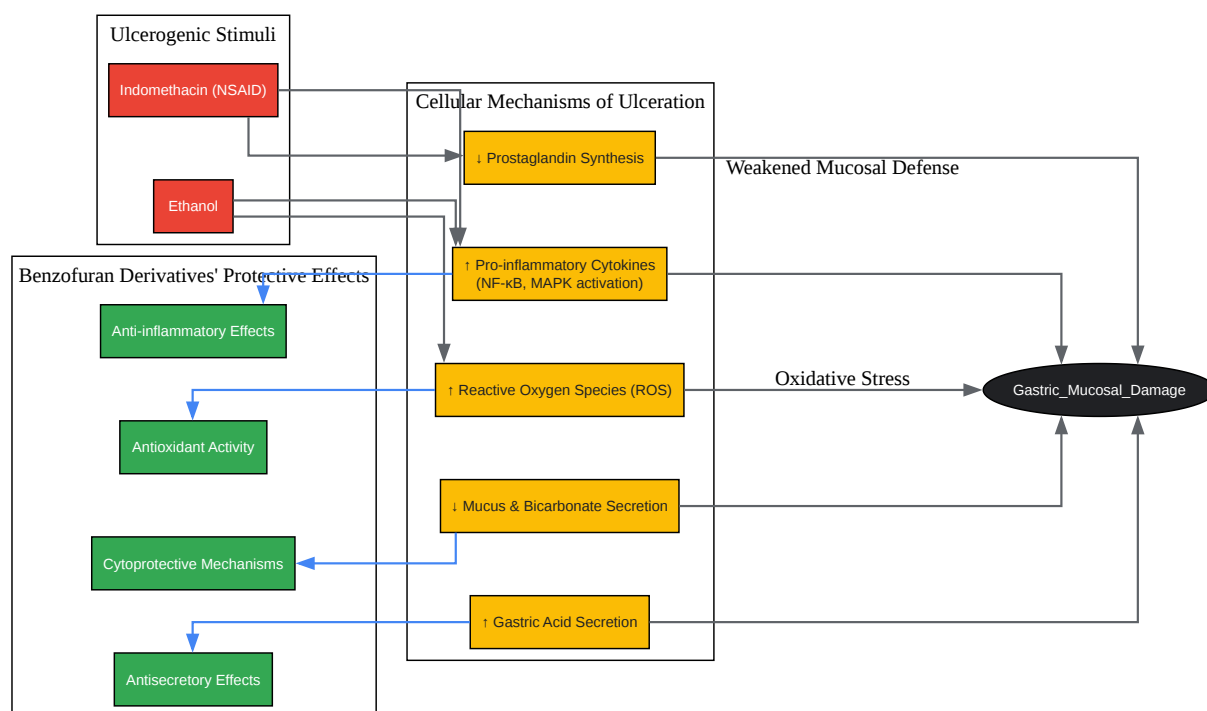 Ulcerogenic Stimuli
Indomethacin (NSAID)
Ethanol
Cellular Mechanisms of Ulceration
↓ Prostaglandin Synthesis
↑ Pro-inflammatory Cytokines
(NF-κB, MAPK activation)
↑ Reactive Oxygen Species (ROS)
↓ Mucus & Bicarbonate Secretion
↑ Gastric Acid Secretion
Weakened Mucosal Defense
Oxidative Stress
Gastric_Mucosal_Damage
Benzofuran Derivatives' Protective Effects
Anti-inflammatory Effects
Antioxidant Activity
Cytoprotective Mechanisms
Antisecretory Effects